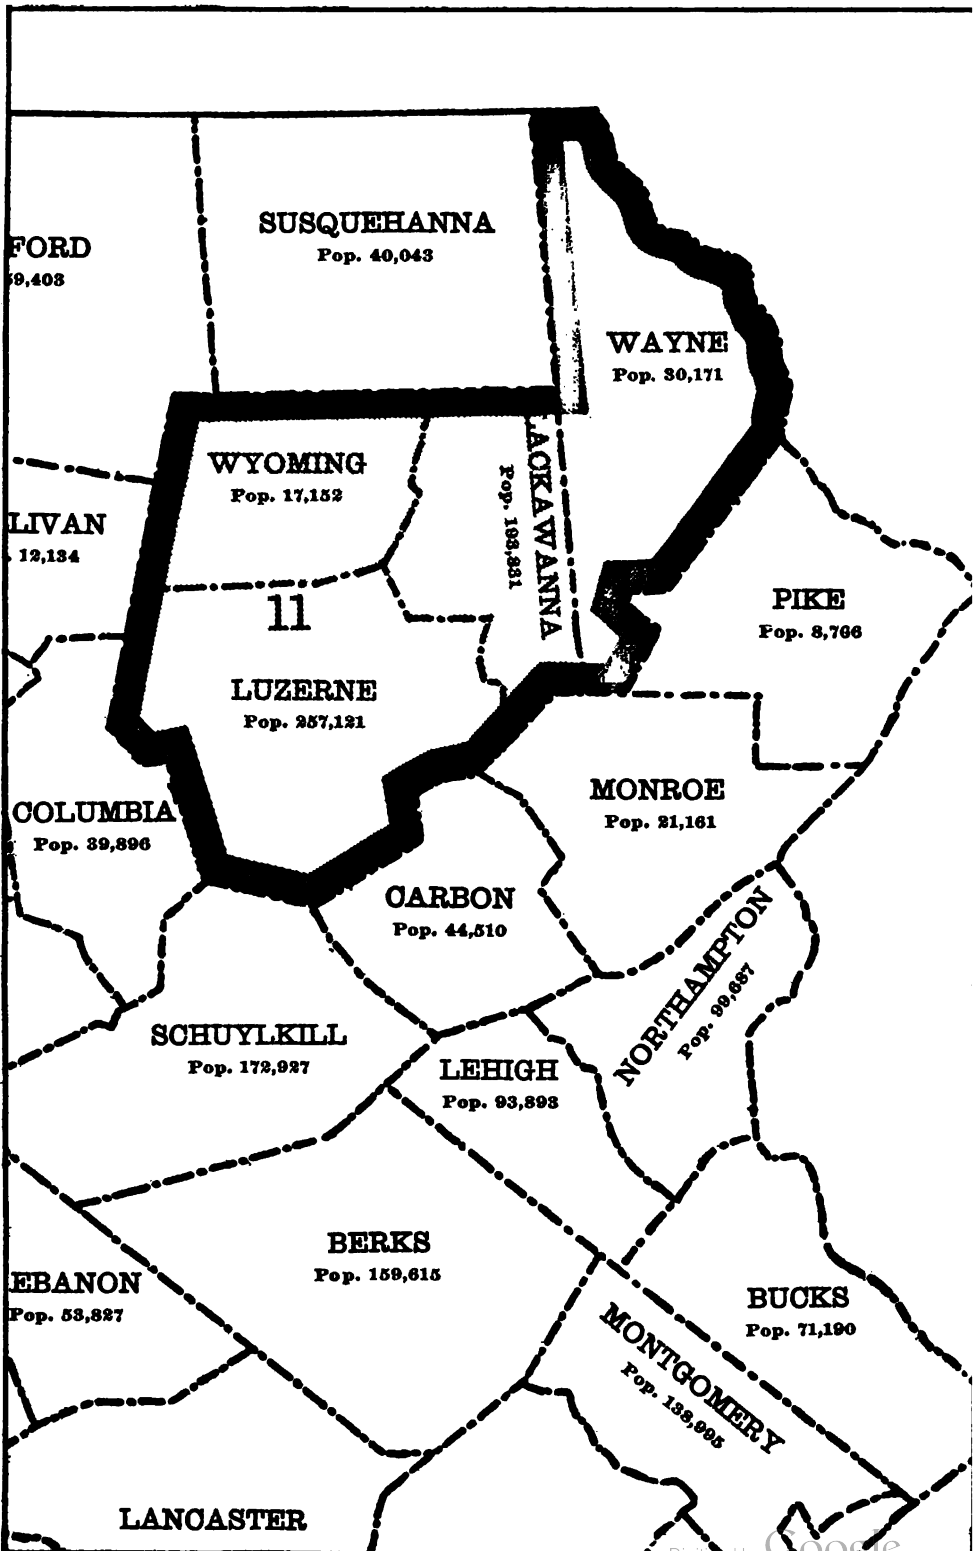 SUSQUEHANNA
Pop. 40,043
FORD
59,403
WAYNE
Pop. 30,171
WYOMING
Pop. 17,152
LACKAWANNA
Pop. 193,831
LIVAN
. 12,134
11
PIKE
Pop. 8,766
LUZERNE
Pop. 257,121
MONROE
Pop. 21,161
COLUMBIA
Pop. 39,896
CARBON
Pop. 44,510
NORTHAMPTON
Pop. 99,687
SCHUYLKILL
Pop. 172,927
LEHIGH
Pop. 93,893
BERKS
Pop. 159,615
EBANON
Pop. 53,827
BUCKS
Pop. 71,190
MONTGOMERY
Pop. 138,995
LANCASTER
Google